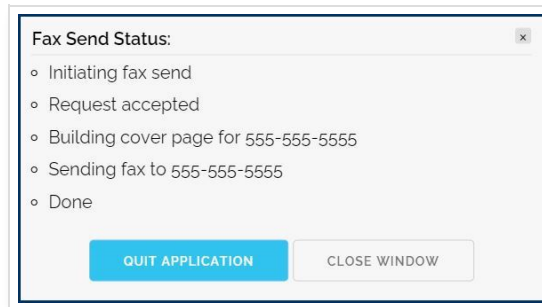 Fax Send Status:
x
Initiating fax send
Request accepted
Building cover page for 555-555-5555
Sending fax to 555-555-5555
Done
QUIT APPLICATION
CLOSE WINDOW